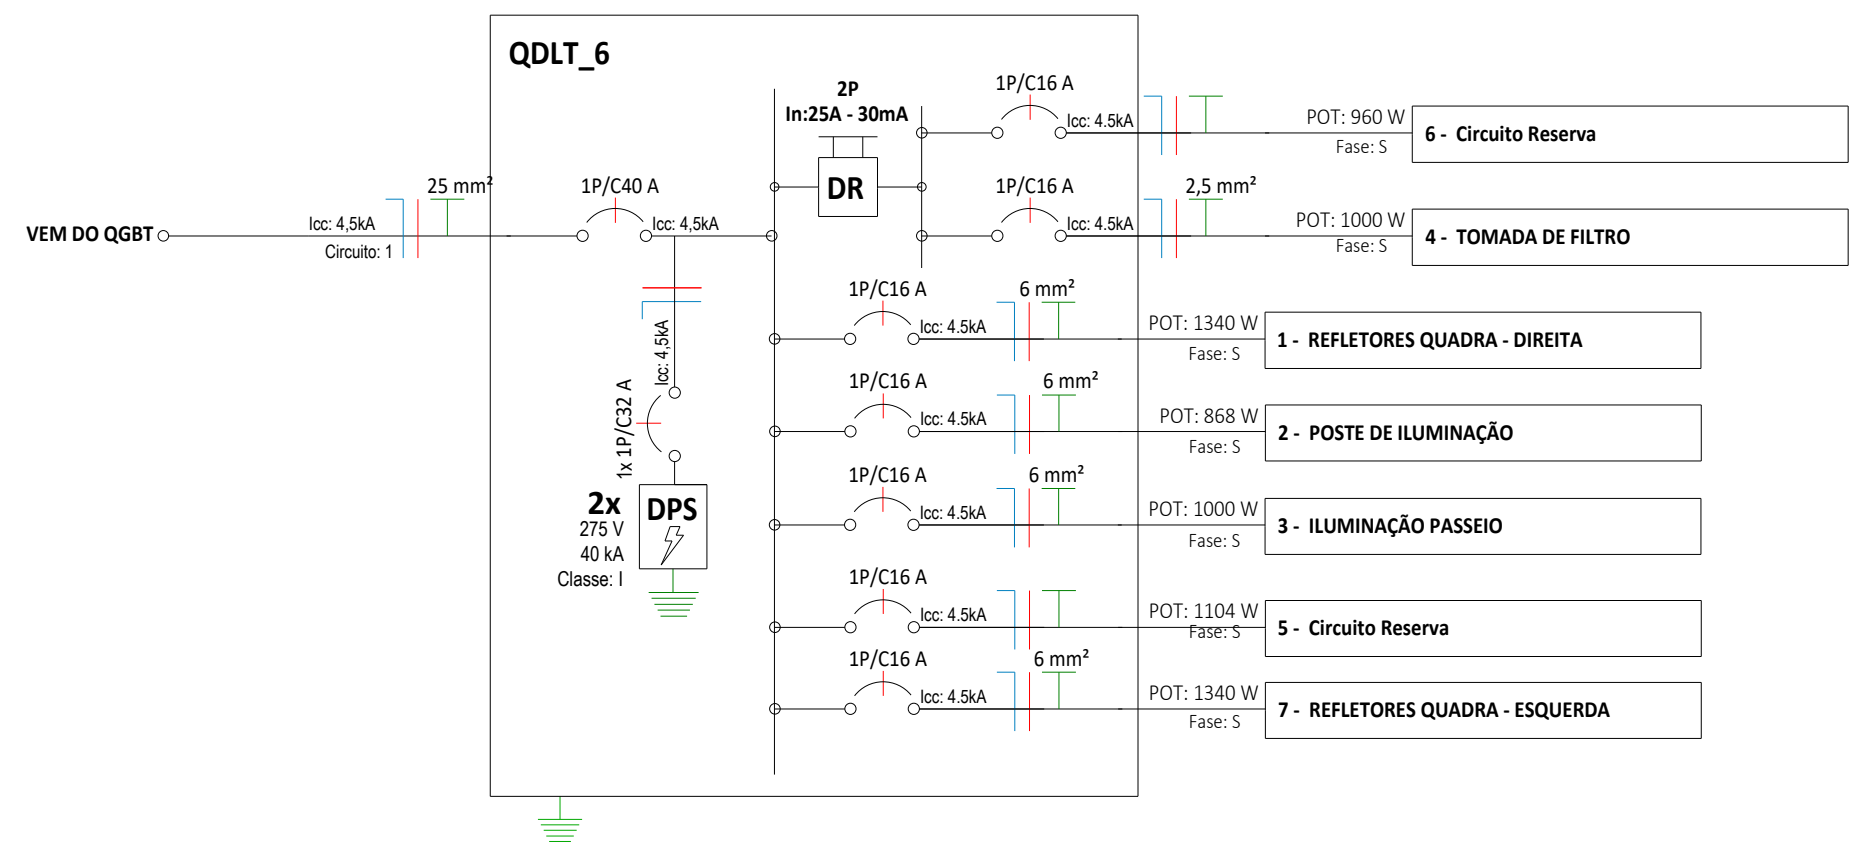 QDLT_6
2P
In:25A - 30mA
DR
1P/C16 A
Icc: 4.5kA
POT: 960 W
Fase: S
6 - Circuito Reserva
VEM DO QGBT
Icc: 4,5kA
Circuito: 1
25 mm²
1P/C40 A
Icc: 4,5kA
1P/C16 A
Icc: 4.5kA
2,5 mm²
POT: 1000 W
Fase: S
4 - TOMADA DE FILTRO
Icc: 4,5kA
1x 1P/C32 A
2x
275 V
40 kA
Classe: I
DPS
1P/C16 A
Icc: 4.5kA
6 mm²
POT: 1340 W
Fase: S
1 - REFLETORES QUADRA - DIREITA
1P/C16 A
Icc: 4.5kA
6 mm²
POT: 868 W
Fase: S
2 - POSTE DE ILUMINAÇÃO
1P/C16 A
Icc: 4.5kA
6 mm²
POT: 1000 W
Fase: S
3 - ILUMINAÇÃO PASSEIO
1P/C16 A
Icc: 4.5kA
POT: 1104 W
Fase: S
5 - Circuito Reserva
1P/C16 A
Icc: 4.5kA
6 mm²
POT: 1340 W
Fase: S
7 - REFLETORES QUADRA - ESQUERDA